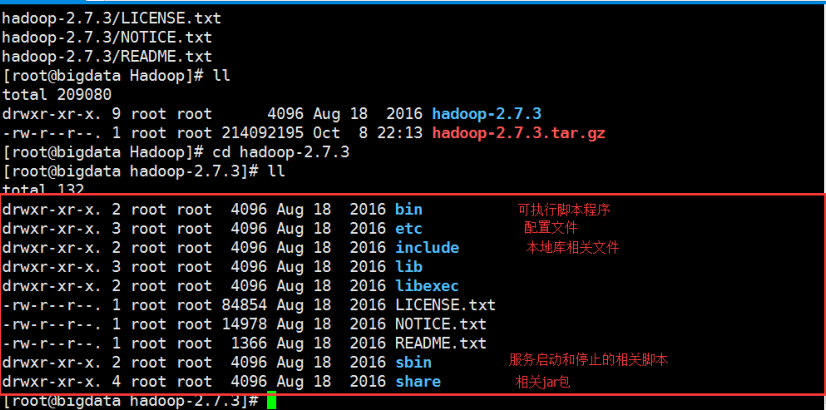 hadoop-2.7.3/LICENSE.txt
hadoop-2.7.3/NOTICE.txt
hadoop-2.7.3/README.txt
[root@bigdata Hadoop]# ll
total 209080
drwxr-xr-x. 9 root root      4096 Aug 18  2016 hadoop-2.7.3
-rw-r--r--. 1 root root 214092195 Oct  8 22:13 hadoop-2.7.3.tar.gz
[root@bigdata Hadoop]# cd hadoop-2.7.3
[root@bigdata hadoop-2.7.3]# ll
total 132
drwxr-xr-x. 2 root root  4096 Aug 18  2016 bin 可执行脚本程序
drwxr-xr-x. 3 root root  4096 Aug 18  2016 etc 配置文件
drwxr-xr-x. 2 root root  4096 Aug 18  2016 include 本地库相关文件
drwxr-xr-x. 3 root root  4096 Aug 18  2016 lib
drwxr-xr-x. 2 root root  4096 Aug 18  2016 libexec
-rw-r--r--. 1 root root 84854 Aug 18  2016 LICENSE.txt
-rw-r--r--. 1 root root 14978 Aug 18  2016 NOTICE.txt
-rw-r--r--. 1 root root  1366 Aug 18  2016 README.txt
drwxr-xr-x. 2 root root  4096 Aug 18  2016 sbin 服务启动和停止的相关脚本
drwxr-xr-x. 4 root root  4096 Aug 18  2016 share 相关jar包
[root@bigdata hadoop-2.7.3]#